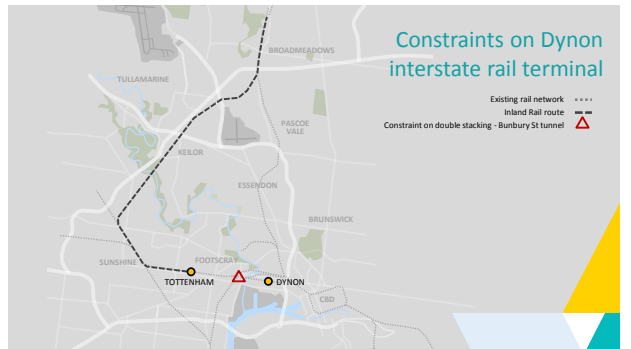 Constraints on Dynon
interstate rail terminal
Existing rail network
Inland Rail route
Constraint on double stacking - Bunbury St tunnel
BROADMEADOWS
TULLAMARINE
PASCOE
VALE
KEILOR
ESSENDON
BRUNSWICK
SUNSHINE
FOOTSCRAY
TOTTENHAM
DYNON
CBD